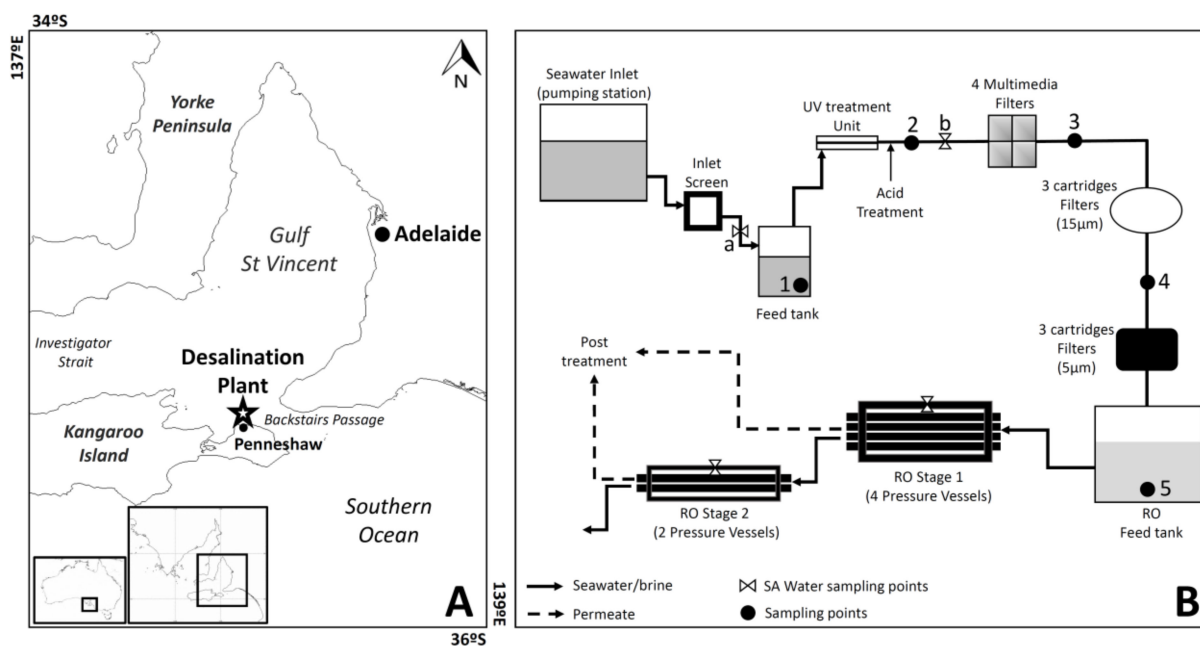 34ºS
137ºE
N
Yorke
Peninsula
Gulf
St Vincent
Adelaide
Investigator
Strait
Desalination
Plant
Backstairs Passage
Kangaroo
Island
Penneshaw
Southern
Ocean
A
139ºE
36ºS
Seawater Inlet
(pumping station)
Inlet
Screen
a
1
Feed tank
UV treatment
Unit
Acid
Treatment
2
b
4 Multimedia
Filters
3
3 cartridges
Filters
(15µm)
4
3 cartridges
Filters
(5µm)
5
RO
Feed tank
RO Stage 1
(4 Pressure Vessels)
RO Stage 2
(2 Pressure Vessels)
Post
treatment
Seawater/brine
Permeate
SA Water sampling points
Sampling points
B